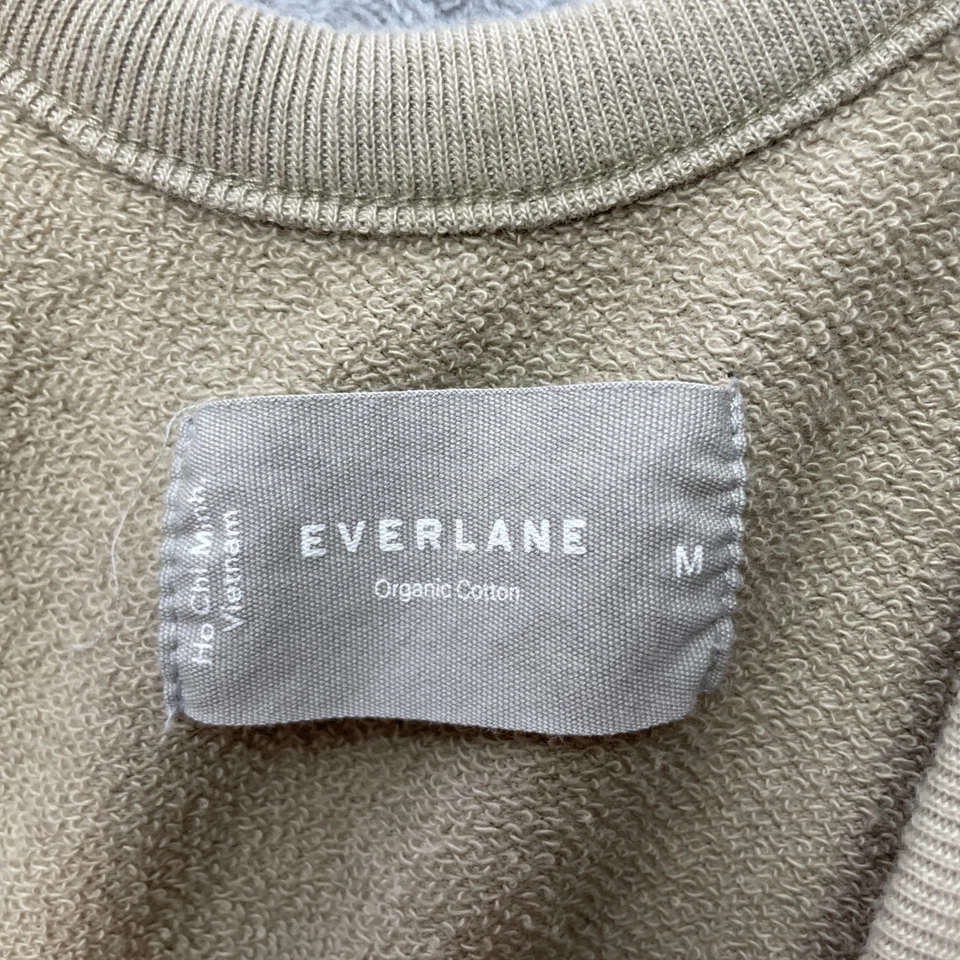 EVERLANE
Organic Cotton
M
Ho Chi Minh
Vietnam